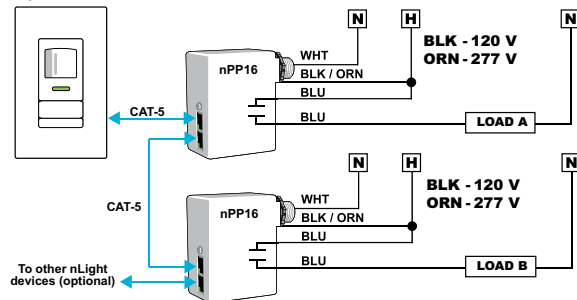 N H N
BLK - 120 V
ORN - 277 V
WHT
nPP16
BLK / ORN
BLU
CAT-5
BLU
LOAD A
N H N
BLK - 120 V
ORN - 277 V
WHT
CAT-5
nPP16
BLK / ORN
BLU
BLU
LOAD B
To other nLight
devices (optional)